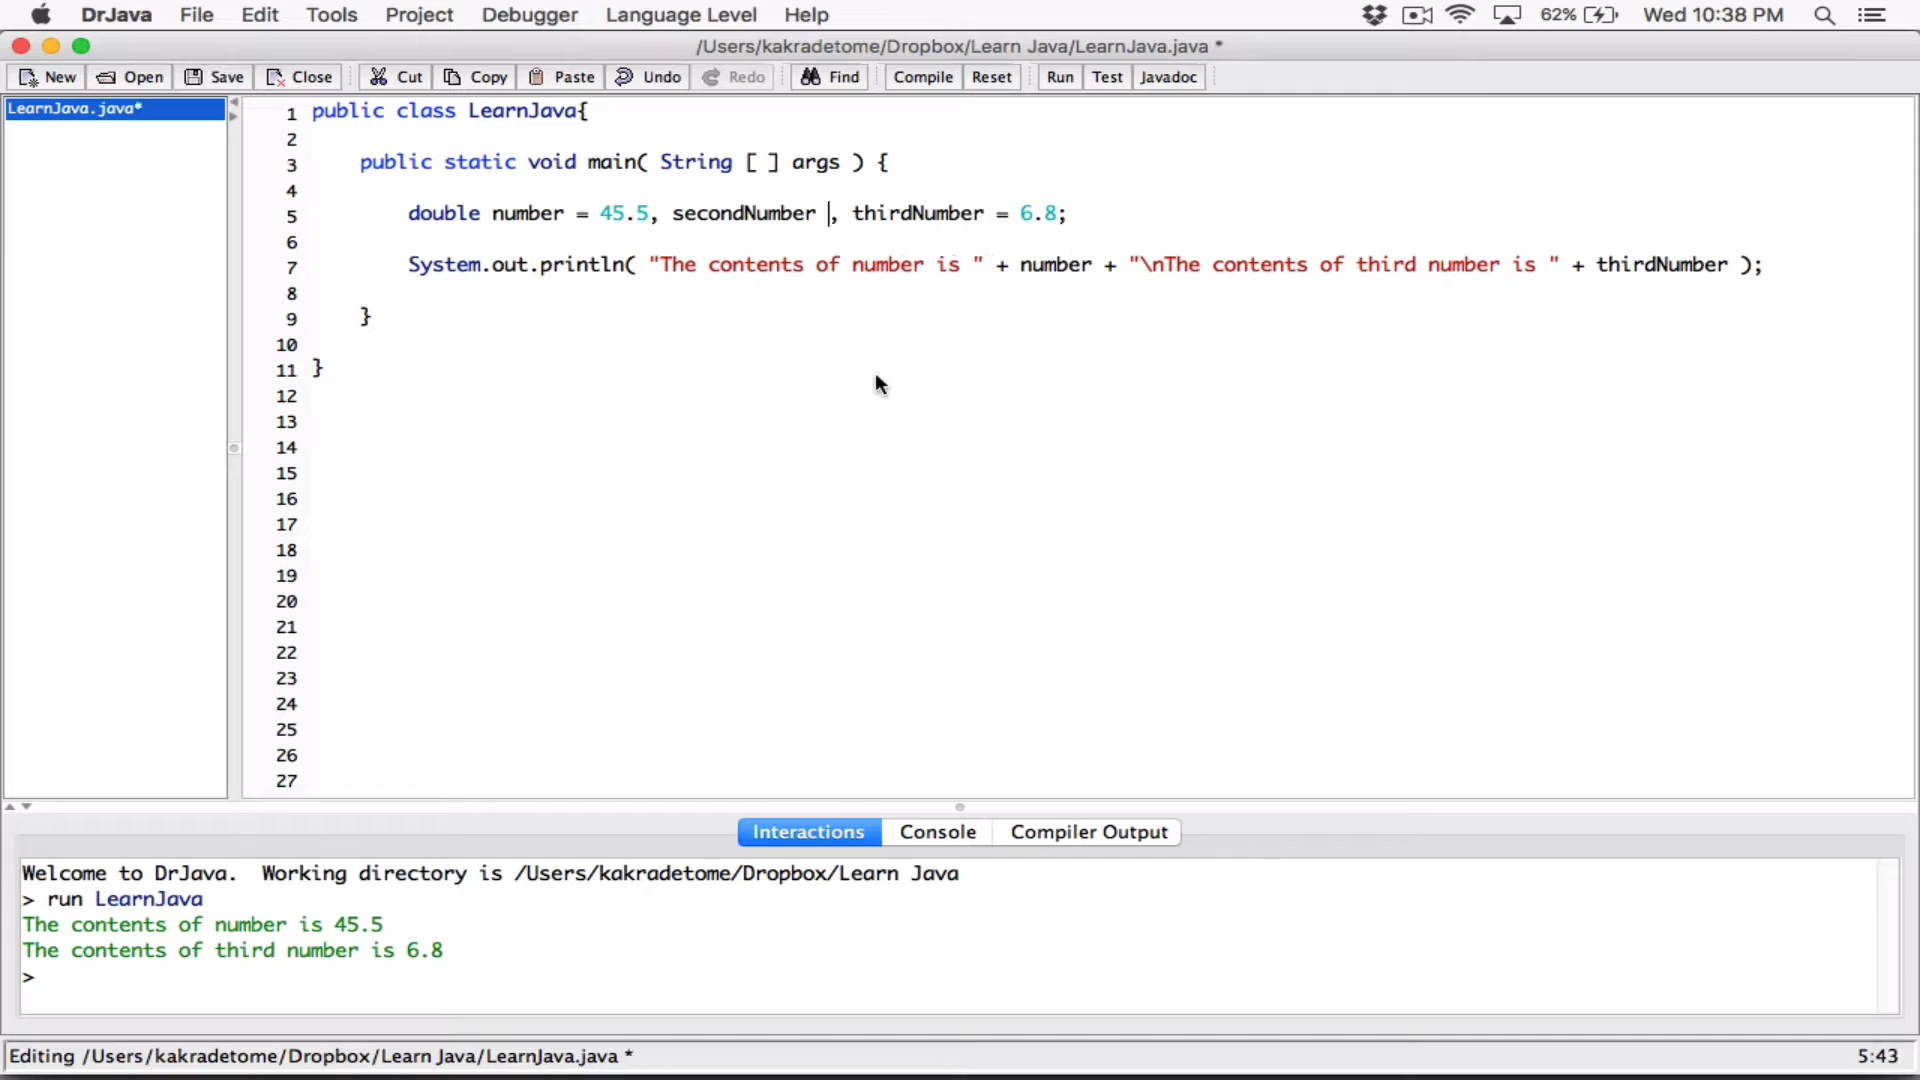 DrJava File Edit Tools Project Debugger Language Level Help 62% Wed 10:38 PM
/Users/kakradetome/Dropbox/Learn Java/LearnJava.java *
New Open Save Close Cut Copy Paste Undo Redo Find Compile Reset Run Test Javadoc
LearnJava.java*
1 public class LearnJava{
2
3 public static void main( String [ ] args ) {
4
5 double number = 45.5, secondNumber , thirdNumber = 6.8;
6
7 System.out.println( "The contents of number is " + number + "\nThe contents of third number is " + thirdNumber );
8
9 }
10
11 }
12
13
14
15
16
17
18
19
20
21
22
23
24
25
26
27
Interactions Console Compiler Output
Welcome to DrJava. Working directory is /Users/kakradetome/Dropbox/Learn Java
> run LearnJava
The contents of number is 45.5
The contents of third number is 6.8
>
Editing /Users/kakradetome/Dropbox/Learn Java/LearnJava.java * 5:43